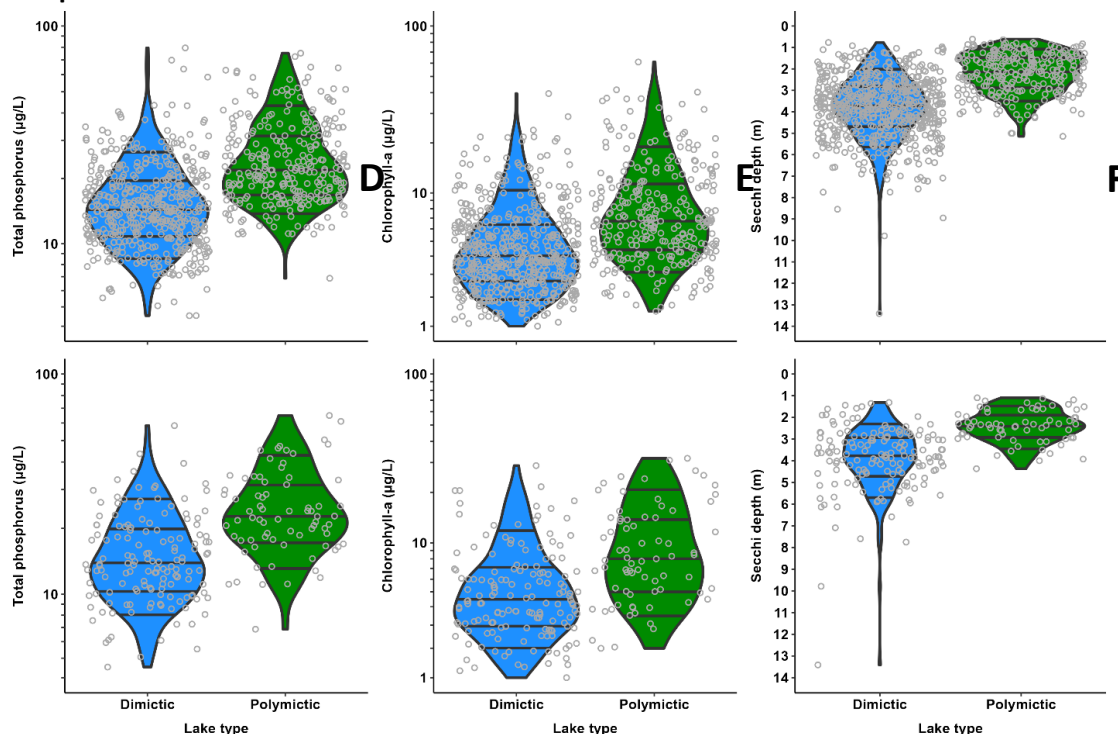 100
10
Total phosphorus (µg/L)
D
100
10
1
Chlorophyll-a (µg/L)
E
0
1
2
3
4
5
6
7
8
9
10
11
12
13
14
Secchi depth (m)
100
10
Total phosphorus (µg/L)
Dimictic Polymictic
Lake type
100
10
1
Chlorophyll-a (µg/L)
Dimictic Polymictic
Lake type
0
1
2
3
4
5
6
7
8
9
10
11
12
13
14
Secchi depth (m)
Dimictic Polymictic
Lake type